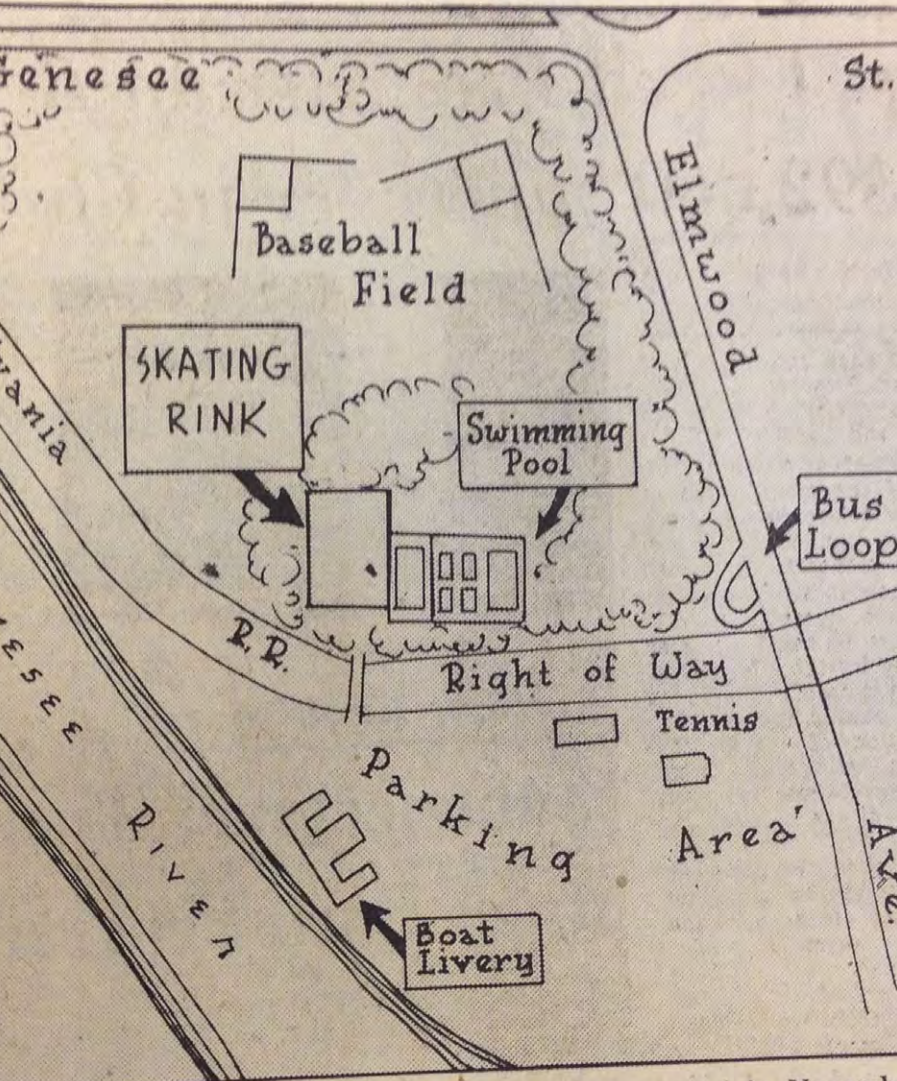 Genesee St.
Elmwood
Baseball
Field
SKATING
RINK
Swimming
Pool
Bus
Loop
vania
R.R.
Right of Way
Tennis
Parking Area
Ave.
Boat
Livery
River